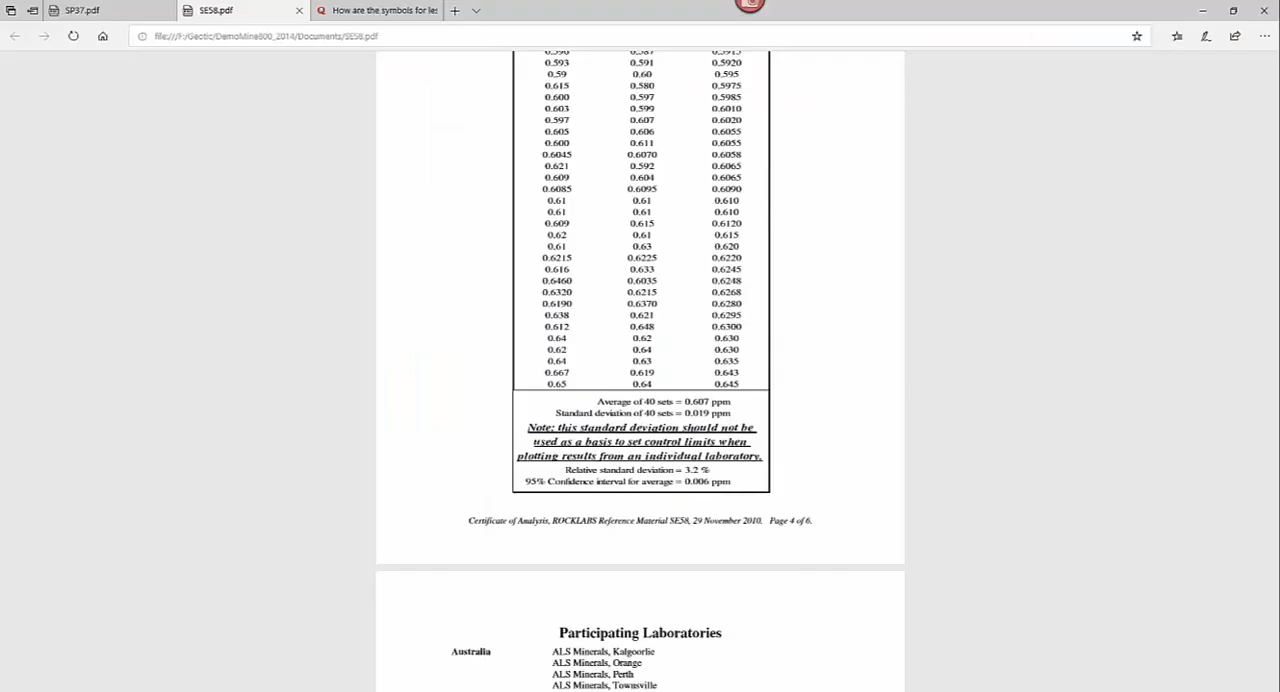 SP37.pdf
SE58.pdf
How are the symbols for les
file:///F:/Geotic/DemoMine800_2014/Documents/SE58.pdf
0.593 0.591 0.5920
0.59 0.60 0.595
0.615 0.580 0.5975
0.600 0.597 0.5985
0.603 0.599 0.6010
0.597 0.607 0.6020
0.605 0.606 0.6055
0.600 0.611 0.6055
0.6045 0.6070 0.6058
0.621 0.592 0.6065
0.609 0.604 0.6065
0.6085 0.6095 0.6090
0.61 0.61 0.610
0.61 0.61 0.610
0.609 0.615 0.6120
0.62 0.61 0.615
0.61 0.63 0.620
0.6215 0.6225 0.6220
0.616 0.633 0.6245
0.6460 0.6035 0.6248
0.6320 0.6215 0.6268
0.6190 0.6370 0.6280
0.638 0.621 0.6295
0.612 0.648 0.6300
0.64 0.62 0.630
0.62 0.64 0.630
0.64 0.63 0.635
0.667 0.619 0.643
0.65 0.64 0.645
Average of 40 sets = 0.607 ppm
Standard deviation of 40 sets = 0.019 ppm
Note: this standard deviation should not be
used as a basis to set control limits when
plotting results from an individual laboratory.
Relative standard deviation = 3.2 %
95% Confidence interval for average = 0.006 ppm
Certificate of Analysis, ROCKLABS Reference Material SE58, 29 November 2010. Page 4 of 6.
Participating Laboratories
Australia ALS Minerals, Kalgoorlie
ALS Minerals, Orange
ALS Minerals, Perth
ALS Minerals, Townsville